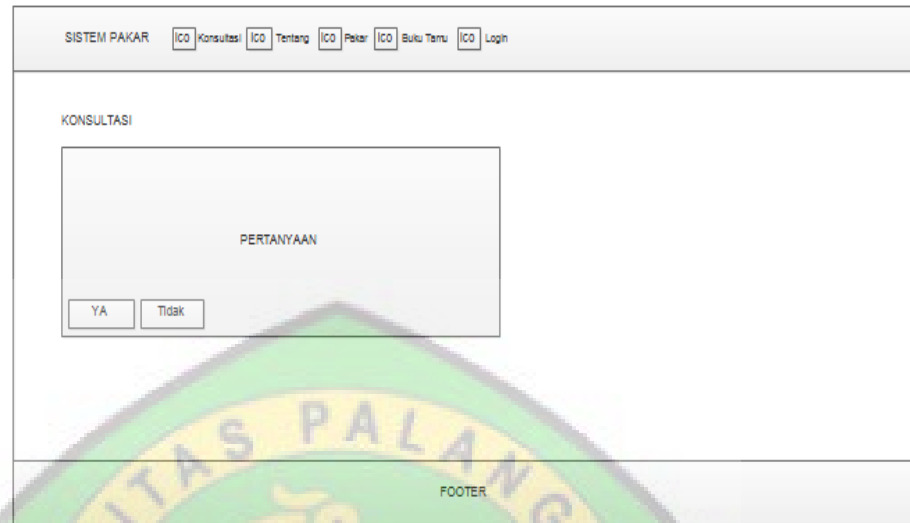 SISTEM PAKAR ICO Konsultasi ICO Tentang ICO Pakar ICO Buku Tamu ICO Login
KONSULTASI
PERTANYAAN
YA Tidak
ITAS PALANG
FOOTER